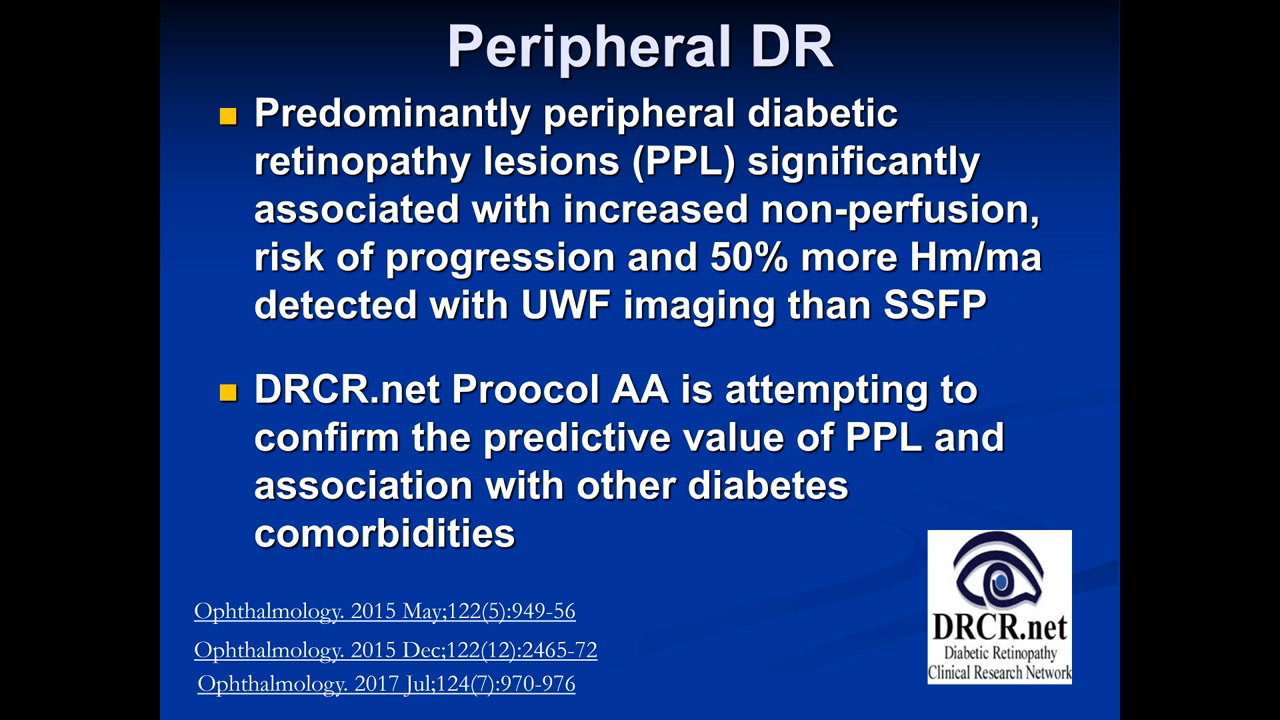 Peripheral DR
Predominantly peripheral diabetic
retinopathy lesions (PPL) significantly
associated with increased non-perfusion,
risk of progression and 50% more Hm/ma
detected with UWF imaging than SSFP
DRCR.net Proocol AA is attempting to
confirm the predictive value of PPL and
association with other diabetes
comorbidities
Ophthalmology. 2015 May;122(5):949-56
Ophthalmology. 2015 Dec;122(12):2465-72
Ophthalmology. 2017 Jul;124(7):970-976
DRCR.net
Diabetic Retinopathy
Clinical Research Network